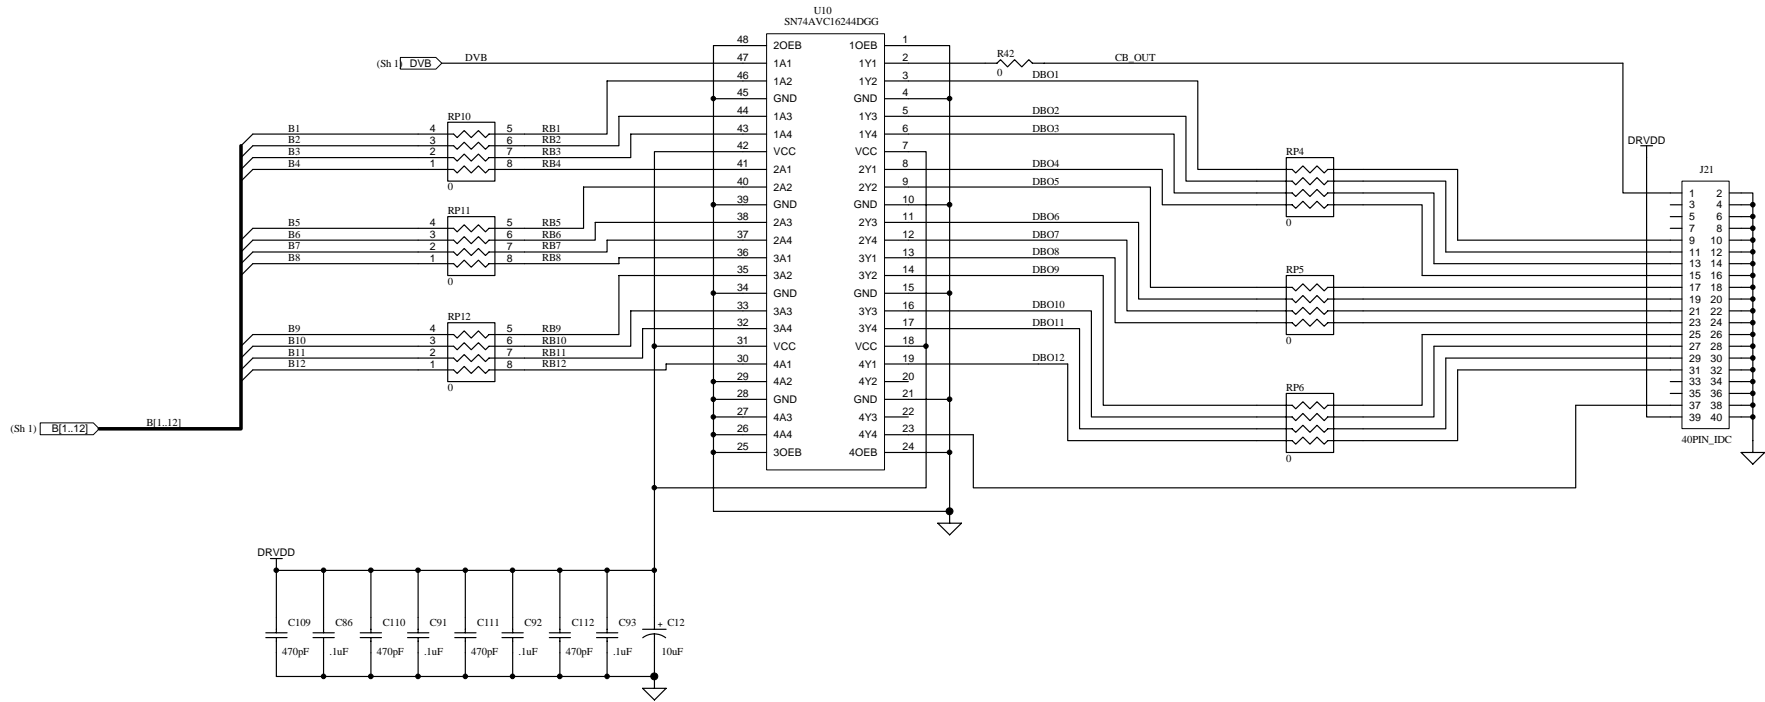 U10
SN74AVC16244DGG
48 2OEB 1OEB 1
(Sh 1) DVB DVB 47 1A1 1Y1 2 R42 0 CB_OUT
46 1A2 1Y2 3 DBO1
45 GND GND 4
44 1A3 1Y3 5 DBO2
43 1A4 1Y4 6 DBO3
42 VCC VCC 7
41 2A1 2Y1 8 DBO4
40 2A2 2Y2 9 DBO5
39 GND GND 10
38 2A3 2Y3 11 DBO6
37 2A4 2Y4 12 DBO7
36 3A1 3Y1 13 DBO8
35 3A2 3Y2 14 DBO9
34 GND GND 15
33 3A3 3Y3 16 DBO10
32 3A4 3Y4 17 DBO11
31 VCC VCC 18
30 4A1 4Y1 19 DBO12
29 4A2 4Y2 20
28 GND GND 21
27 4A3 4Y3 22
26 4A4 4Y4 23
25 3OEB 4OEB 24
RP10
B1 4 5 RB1
B2 3 6 RB2
B3 2 7 RB3
B4 1 8 RB4
0
RP11
B5 4 5 RB5
B6 3 6 RB6
B7 2 7 RB7
B8 1 8 RB8
0
RP12
B9 4 5 RB9
B10 3 6 RB10
B11 2 7 RB11
B12 1 8 RB12
0
(Sh 1) B[1..12] B[1..12]
RP4
0
RP5
0
RP6
0
DRVDD
J21
1 2
3 4
5 6
7 8
9 10
11 12
13 14
15 16
17 18
19 20
21 22
23 24
25 26
27 28
29 30
31 32
33 34
35 36
37 38
39 40
40PIN_IDC
DRVDD
C109 C86 C110 C91 C111 C92 C112 C93 + C12
470pF .1uF 470pF .1uF 470pF .1uF 470pF .1uF 10uF